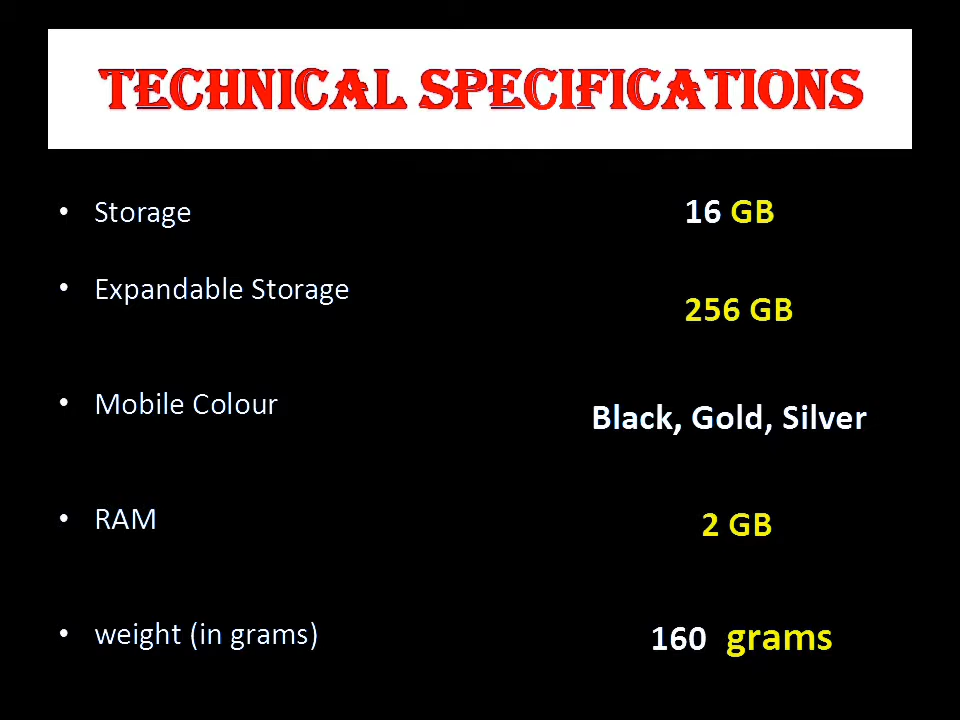 TECHNICAL SPECIFICATIONS
• Storage 16 GB
• Expandable Storage 256 GB
• Mobile Colour Black, Gold, Silver
• RAM 2 GB
• weight (in grams) 160 grams